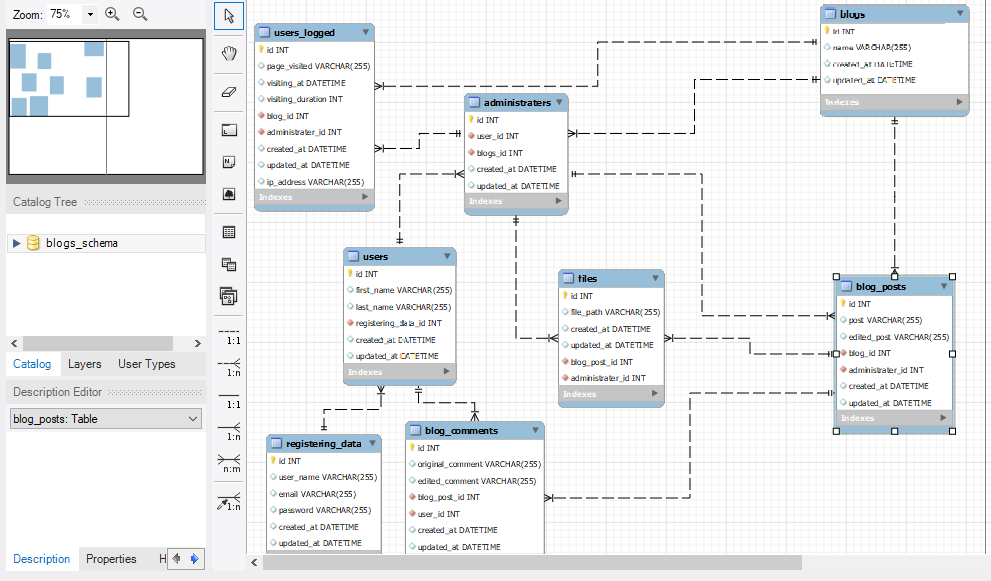 Zoom: 75%
Catalog Tree
blogs_schema
Catalog Layers User Types
Description Editor
blog_posts: Table
Description Properties H
1:1
1:n
1:1
1:n
n:m
1:n
users_logged
id INT
page_visited VARCHAR(255)
visiting_at DATETIME
visiting_duration INT
blog_id INT
administrater_id INT
created_at DATETIME
updated_at DATETIME
ip_address VARCHAR(255)
Indexes
administraters
id INT
user_id INT
blogs_id INT
created_at DATETIME
updated_at DATETIME
Indexes
blogs
id INT
name VARCHAR(255)
created_at DATETIME
updated_at DATETIME
Indexes
users
id INT
first_name VARCHAR(255)
last_name VARCHAR(255)
registering_data_id INT
created_at DATETIME
updated_at DATETIME
Indexes
files
id INT
file_path VARCHAR(255)
created_at DATETIME
updated_at DATETIME
blog_post_id INT
administrater_id INT
Indexes
blog_posts
id INT
post VARCHAR(255)
edited_post VARCHAR(255)
blog_id INT
administrater_id INT
created_at DATETIME
updated_at DATETIME
Indexes
registering_data
id INT
user_name VARCHAR(255)
email VARCHAR(255)
password VARCHAR(255)
created_at DATETIME
updated_at DATETIME
blog_comments
id INT
original_comment VARCHAR(255)
edited_comment VARCHAR(255)
blog_post_id INT
user_id INT
created_at DATETIME
updated_at DATETIME